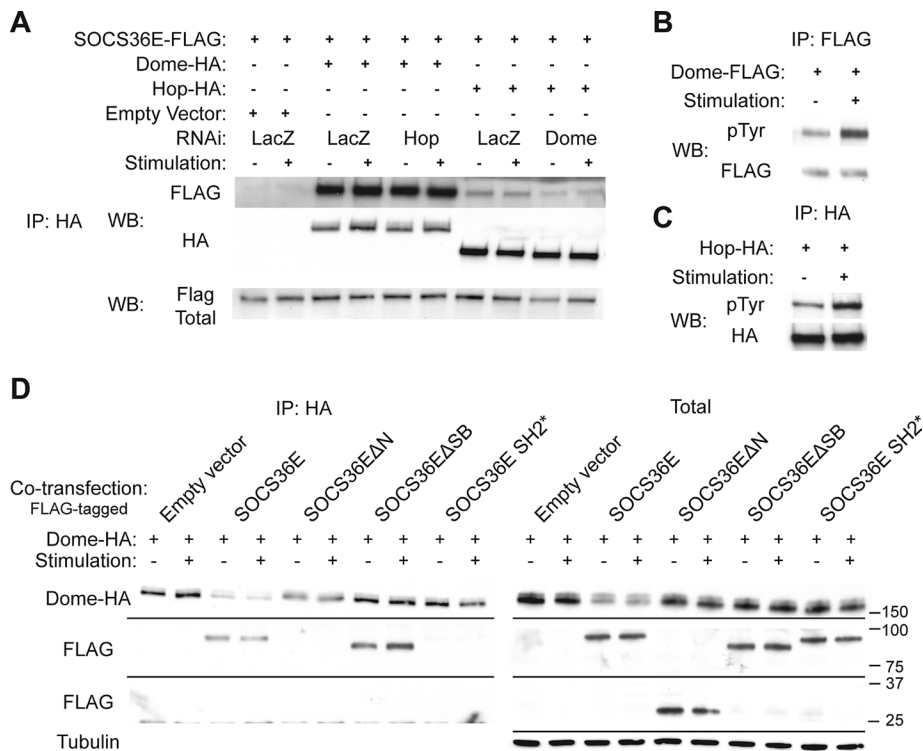 A
SOCS36E-FLAG: + + + + + + + + + +
Dome-HA: - - + + + + - - - -
Hop-HA: - - - - - - + + + +
Empty Vector: + + - - - - - - - -
RNAi: LacZ LacZ Hop LacZ Dome
Stimulation: - + - + - + - + - +
FLAG
IP: HA WB:
HA
WB: Flag
Total
B
IP: FLAG
Dome-FLAG: + +
Stimulation: - +
pTyr
WB:
FLAG
C
IP: HA
Hop-HA: + +
Stimulation: - +
pTyr
WB:
HA
D
IP: HA Total
Co-transfection:
FLAG-tagged
Empty vector
SOCS36E
SOCS36EΔN
SOCS36EΔSB
SOCS36E SH2*
Empty vector
SOCS36E
SOCS36EΔN
SOCS36EΔSB
SOCS36E SH2*
Dome-HA: + + + + + + + + + + + + + + + + + + + +
Stimulation: - + - + - + - + - + - + - + - + - + - +
Dome-HA
150
100
FLAG
75
37
FLAG
25
Tubulin